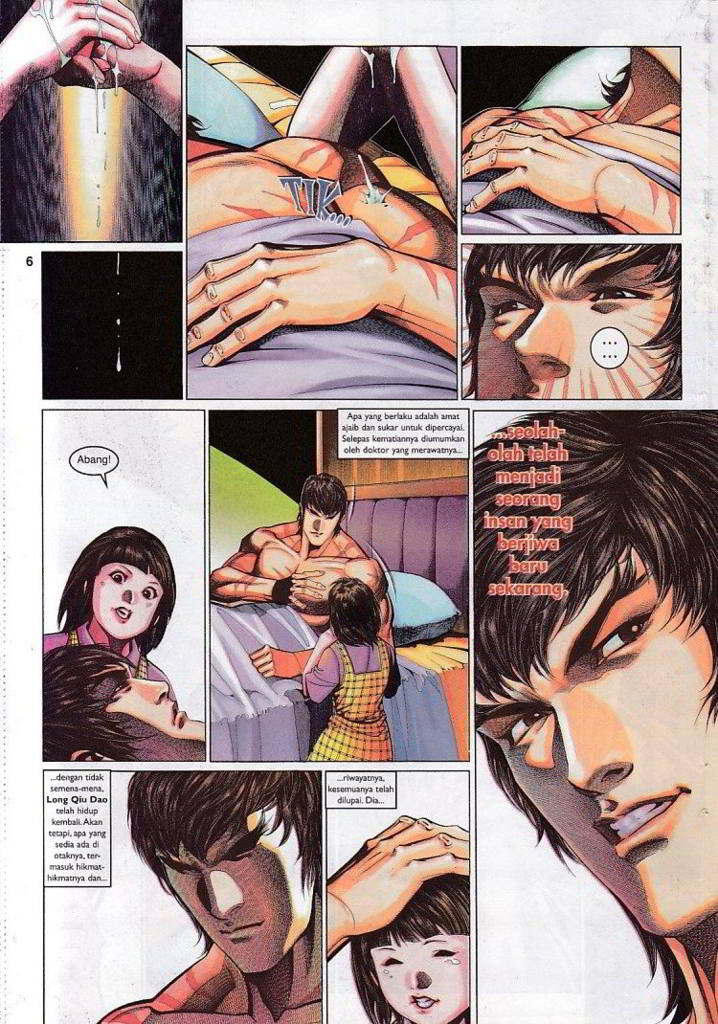 6
TIK...
...
...
Abang!
Apa yang berlaku adalah amat
ajaib dan sukar untuk dipercayai.
Selepas kematiannya diumumkan
oleh doktor yang merawatnya...
...seolah-
olah telah
menjadi
seorang
insan yang
berjiwa
baru
sekarang.
...dengan tidak
semena-mena,
Long Qiu Dao
telah hidup
kembali. Akan
tetapi, apa yang
sedia ada di
otaknya, ter-
masuk hikmat-
hikmatnya dan...
...riwayatnya,
kesemuanya telah
dilupai. Dia...